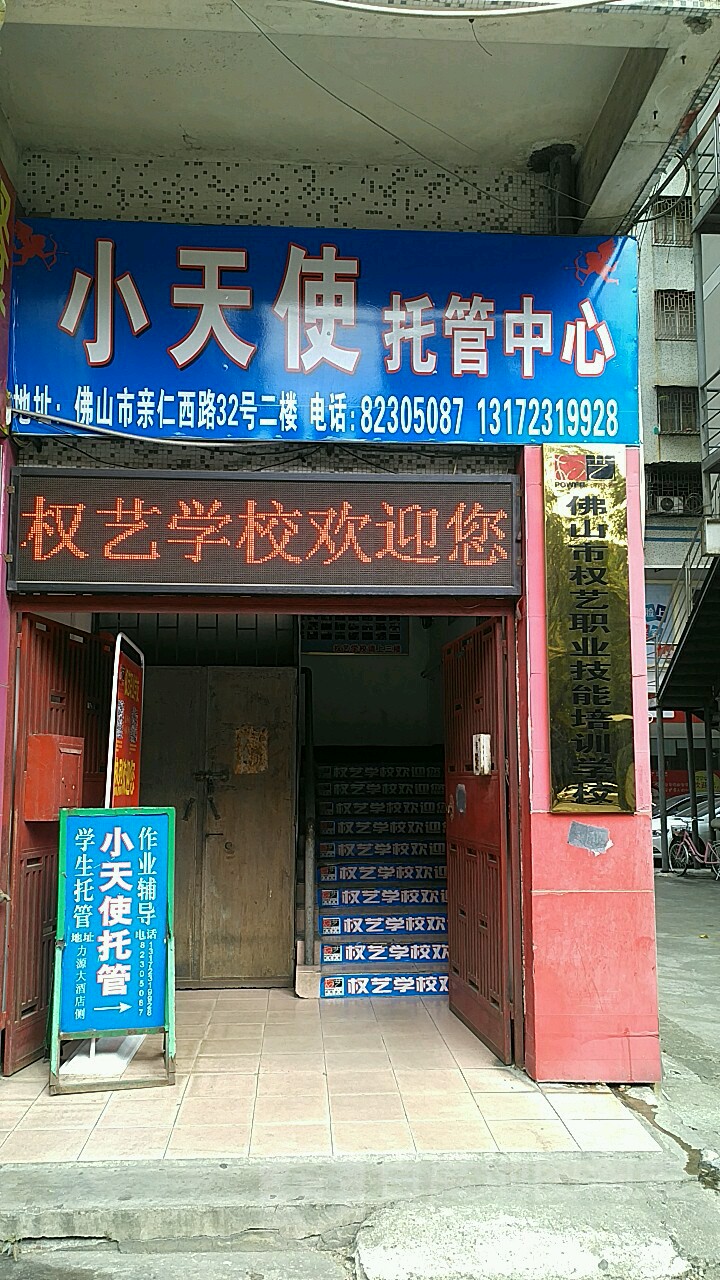 小天使托管中心
地址：佛山市亲仁西路32号二楼 电话：82305087 13172319928
权艺学校欢迎您
POWER
佛山市权艺职业技能培训学校
权艺学校欢迎您
权艺学校欢迎您
权艺学校欢迎您
权艺学校欢迎
权艺学校欢迎
权艺学校欢迎
权艺学校欢
权艺学校欢
权艺学校欢
权艺学校欢
作业辅导
小天使托管
学生托管
电话
13172319928
82305087
地址
力源大酒店侧